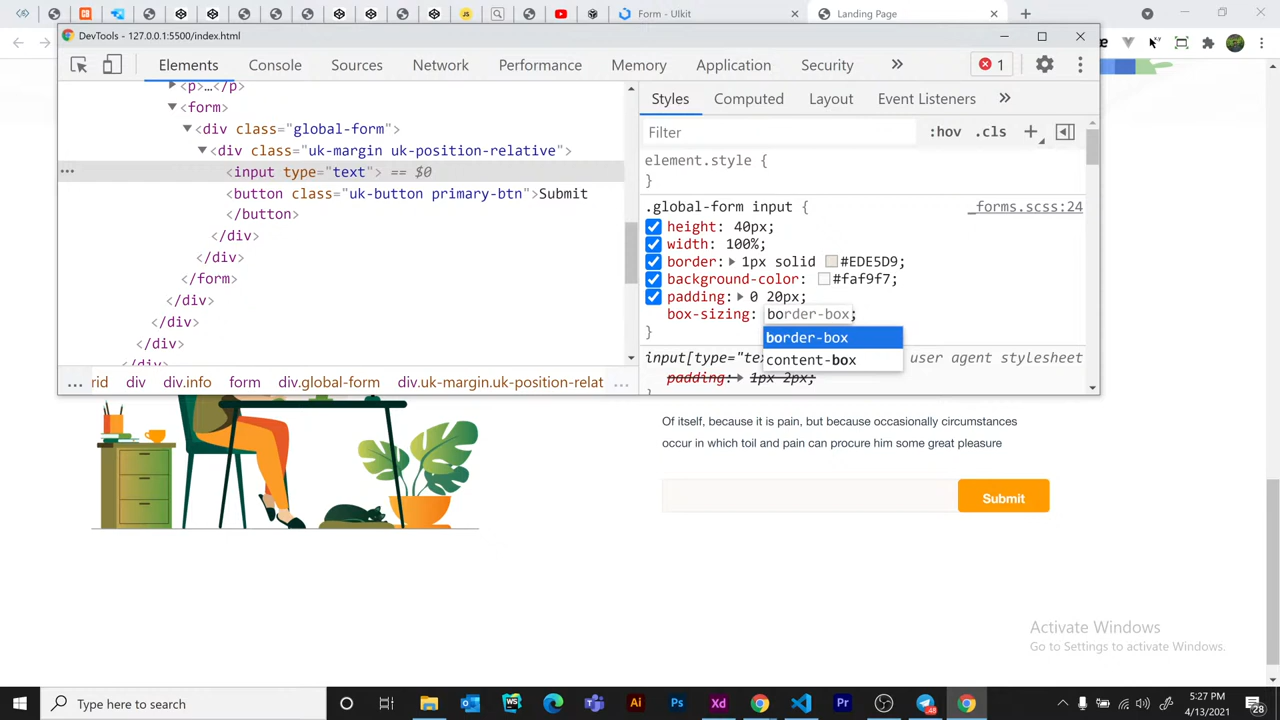 Form - UIkit
Landing Page
DevTools - 127.0.0.1:5500/index.html
Elements Console Sources Network Performance Memory Application Security » 1
<p>…</p>
<form>
<div class="global-form">
<div class="uk-margin uk-position-relative">
<input type="text"> == $0
<button class="uk-button primary-btn">Submit
</button>
</div>
</div>
</form>
</div>
</div>
</div>
</div>
... rid div div.info form div.global-form div.uk-margin.uk-position-relat ...
Styles Computed Layout Event Listeners »
Filter :hov .cls +
element.style {
}
.global-form input { _forms.scss:24
height: 40px;
width: 100%;
border: 1px solid #EDE5D9;
background-color: #faf9f7;
padding: 0 20px;
box-sizing: border-box;
}
border-box
content-box
input[type="te user agent stylesheet
padding: 1px 2px;
Of itself, because it is pain, but because occasionally circumstances
occur in which toil and pain can procure him some great pleasure
Submit
Activate Windows
Go to Settings to activate Windows.
Type here to search
5:27 PM
4/13/2021
28